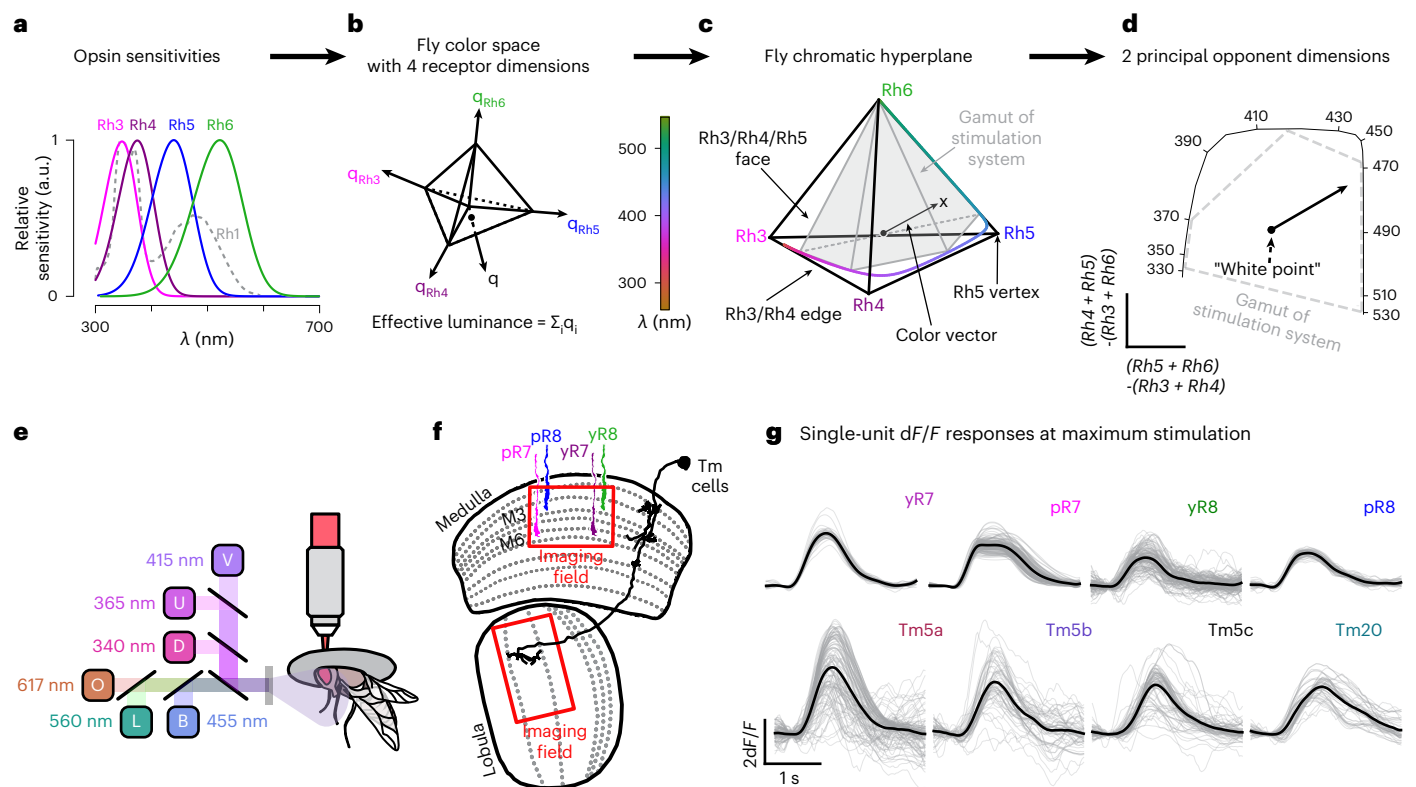 a
Opsin sensitivities
Rh3 Rh4 Rh5 Rh6
1
Relative
sensitivity (a.u.)
Rh1
0
300
700
λ (nm)
b
Fly color space
with 4 receptor dimensions
qRh6
qRh3
qRh5
qRh4
q
Effective luminance = Σiqi
500
400
300
λ (nm)
c
Fly chromatic hyperplane
Rh6
Gamut of
stimulation
system
Rh3/Rh4/Rh5
face
x
Rh3
Rh5
Rh4
Rh3/Rh4 edge
Rh5 vertex
Color vector
d
2 principal opponent dimensions
410
430
450
390
470
370
490
350
330
"White point"
510
530
Gamut of
stimulation system
(Rh4 + Rh5)
-(Rh3 + Rh6)
(Rh5 + Rh6)
-(Rh3 + Rh4)
e
415 nm V
365 nm U
340 nm D
617 nm O
560 nm L B 455 nm
f
pR8 yR8
pR7 yR7
Tm
cells
Medulla
M3
M6
Imaging
field
Imaging
field
Lobula
g
Single-unit dF/F responses at maximum stimulation
yR7 pR7 yR8 pR8
Tm5a Tm5b Tm5c Tm20
2dF/F
1 s